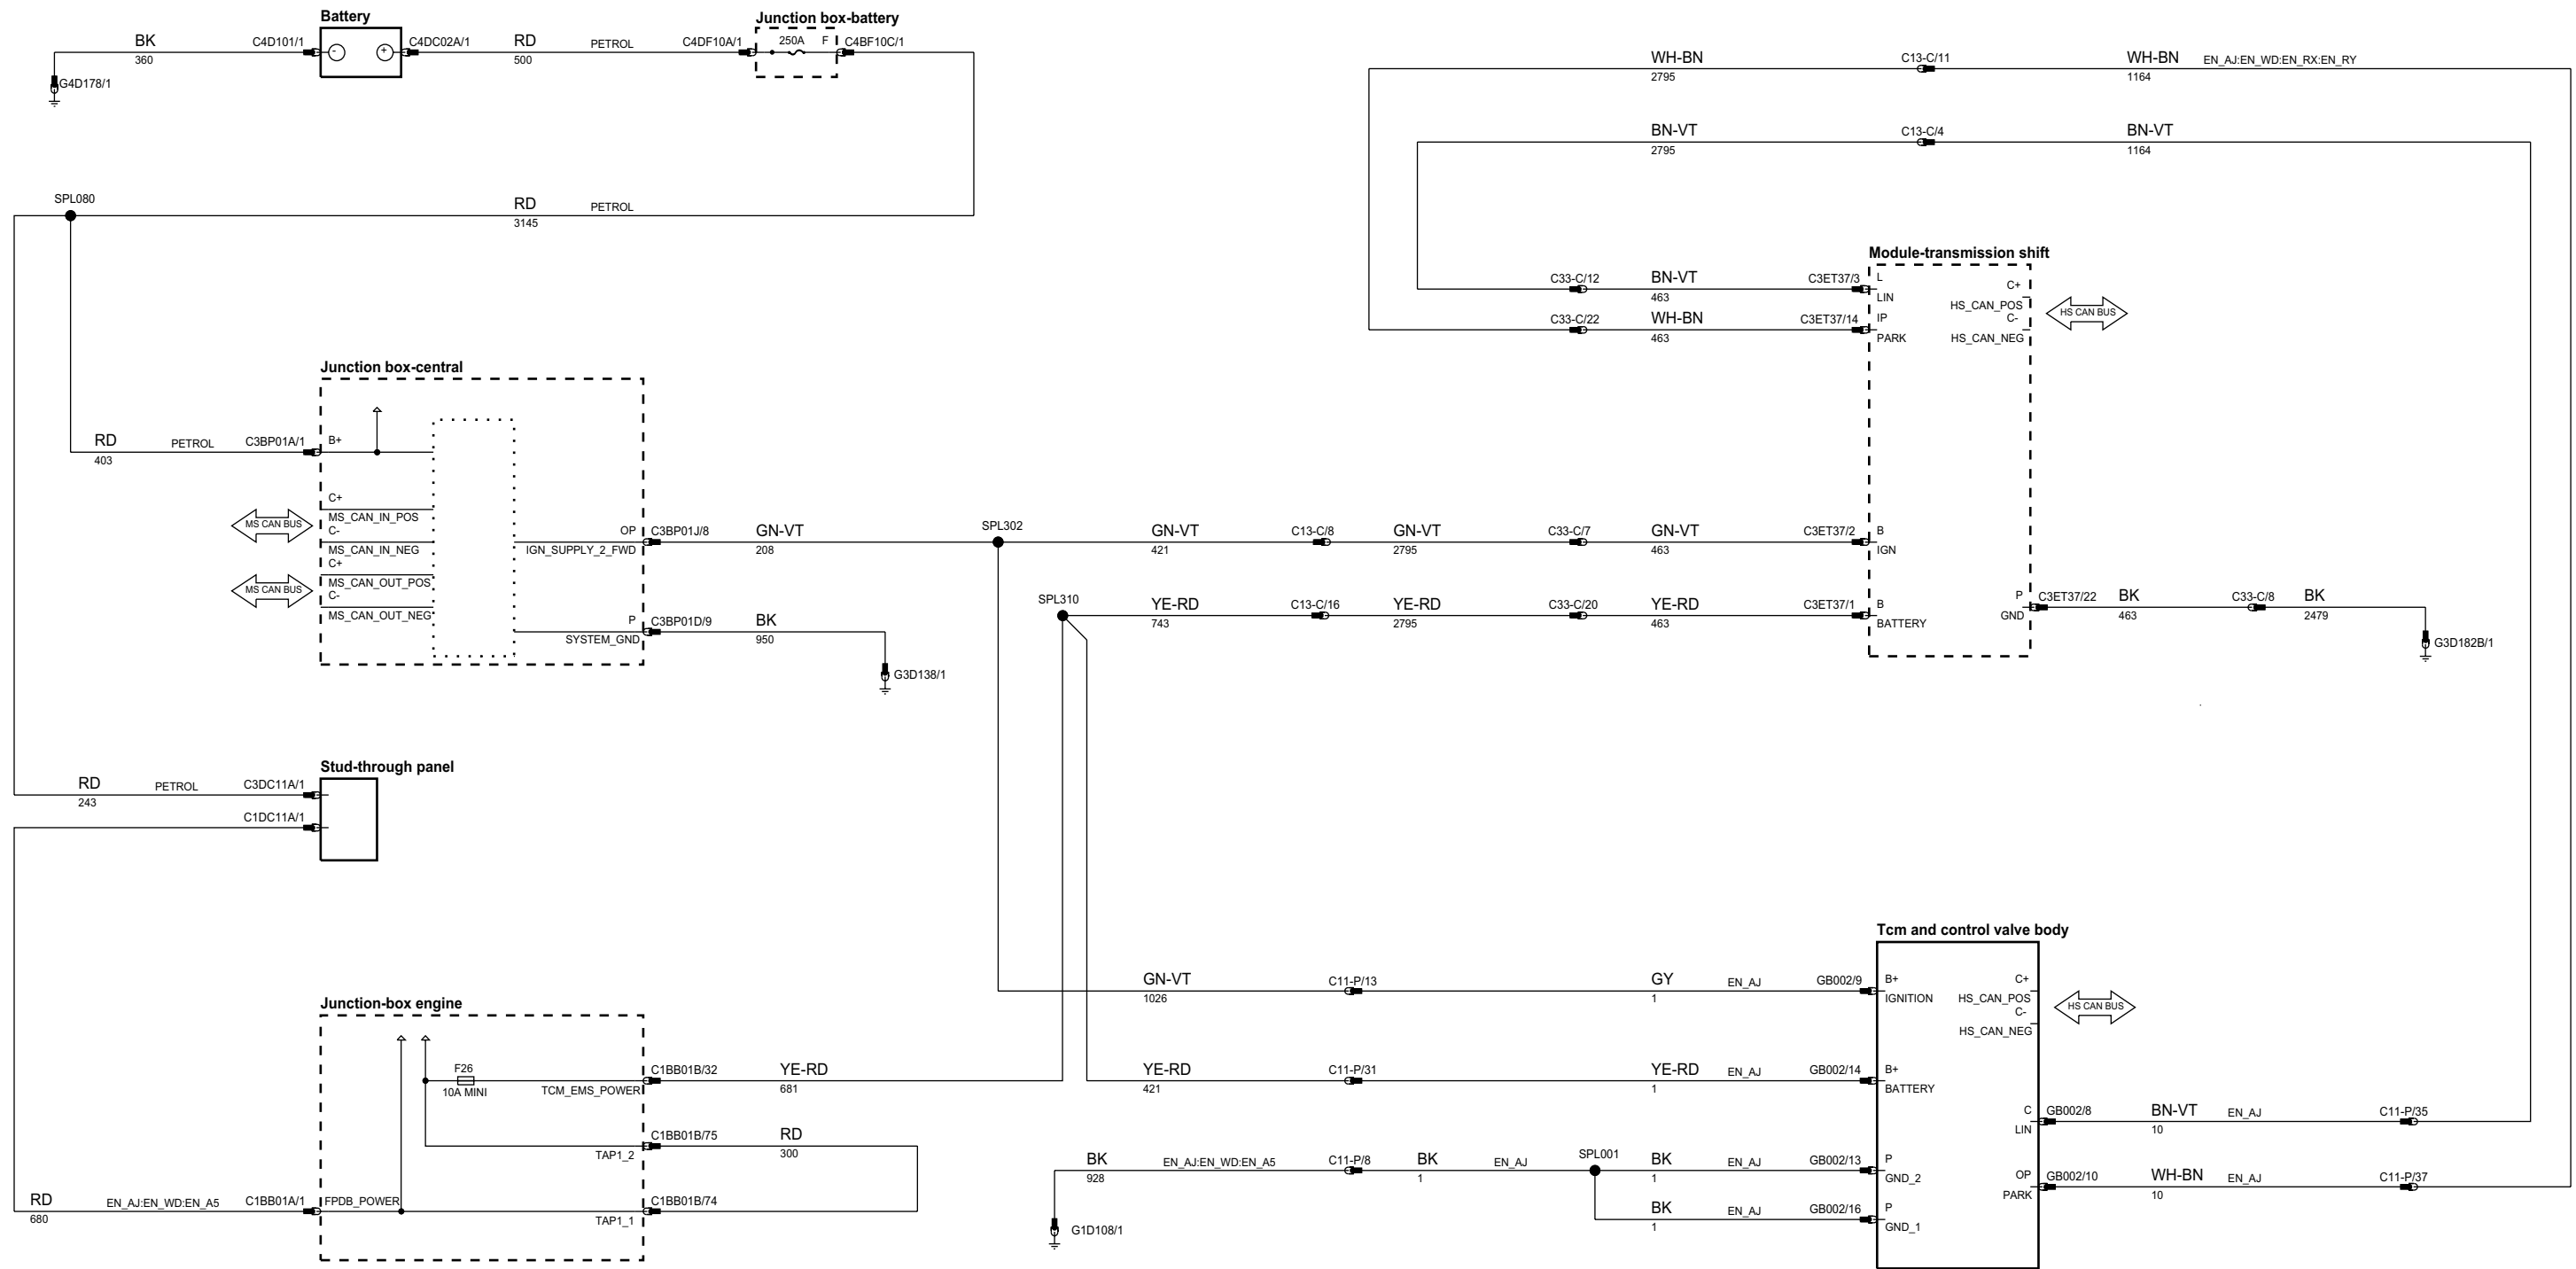 Battery
Junction box-battery
BK
360
C4D101/1
-
+
C4DC02A/1
RD
500
PETROL
C4DF10A/1
250A F
C4BF10C/1
G4D178/1
WH-BN
2795
C13-C/11
WH-BN
1164
EN_AJ:EN_WD:EN_RX:EN_RY
BN-VT
2795
C13-C/4
BN-VT
1164
SPL080
RD
3145
PETROL
Module-transmission shift
C33-C/12
BN-VT
463
C3ET37/3
L
LIN
C33-C/22
WH-BN
463
C3ET37/14
IP
PARK
C+
HS_CAN_POS
C-
HS_CAN_NEG
HS CAN BUS
Junction box-central
RD
403
PETROL
C3BP01A/1
B+
MS CAN BUS
C+
MS_CAN_IN_POS
C-
MS_CAN_IN_NEG
MS CAN BUS
C+
MS_CAN_OUT_POS
C-
MS_CAN_OUT_NEG
OP
IGN_SUPPLY_2_FWD
C3BP01J/8
GN-VT
208
SPL302
GN-VT
421
C13-C/8
GN-VT
2795
C33-C/7
GN-VT
463
C3ET37/2
B
IGN
P
SYSTEM_GND
C3BP01D/9
BK
950
G3D138/1
SPL310
YE-RD
743
C13-C/16
YE-RD
2795
C33-C/20
YE-RD
463
C3ET37/1
B
BATTERY
P
GND
C3ET37/22
BK
463
C33-C/8
BK
2479
G3D182B/1
Stud-through panel
RD
243
PETROL
C3DC11A/1
C1DC11A/1
Tcm and control valve body
GN-VT
1026
C11-P/13
GY
1
EN_AJ
GB002/9
B+
IGNITION
C+
HS_CAN_POS
C-
HS_CAN_NEG
HS CAN BUS
Junction-box engine
F26
10A MINI
TCM_EMS_POWER
C1BB01B/32
YE-RD
681
YE-RD
421
C11-P/31
YE-RD
1
EN_AJ
GB002/14
B+
BATTERY
C
LIN
GB002/8
BN-VT
10
EN_AJ
C11-P/35
TAP1_2
C1BB01B/75
RD
300
BK
928
EN_AJ:EN_WD:EN_A5
C11-P/8
BK
1
EN_AJ
SPL001
BK
1
EN_AJ
GB002/13
P
GND_2
OP
PARK
GB002/10
WH-BN
10
EN_AJ
C11-P/37
RD
680
EN_AJ:EN_WD:EN_A5
C1BB01A/1
FPDB_POWER
TAP1_1
C1BB01B/74
G1D108/1
BK
1
EN_AJ
GB002/16
P
GND_1